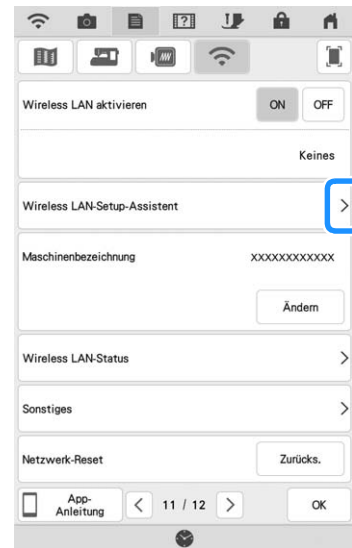 Wireless LAN aktivieren ON OFF
Keines
Wireless LAN-Setup-Assistent >
Maschinenbezeichnung xxxxxxxxxxxx
Ändern
Wireless LAN-Status >
Sonstiges >
Netzwerk-Reset Zurücks.
App-Anleitung < 11 / 12 > OK